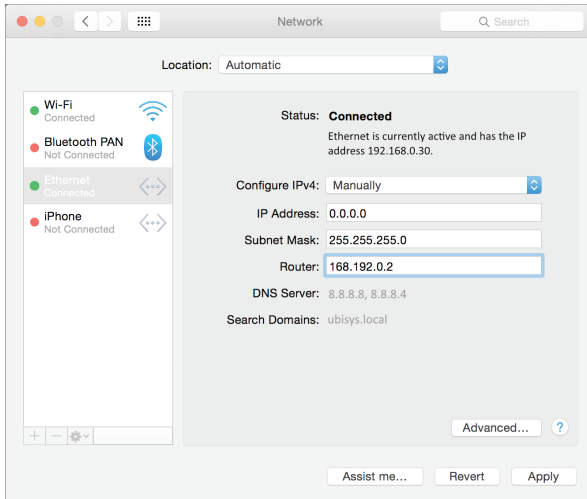 Network
Search
Location: Automatic
Wi-Fi
Connected
Bluetooth PAN
Not Connected
Ethernet
Connected
iPhone
Not Connected
Status: Connected
Ethernet is currently active and has the IP
address 192.168.0.30.
Configure IPv4: Manually
IP Address: 0.0.0.0
Subnet Mask: 255.255.255.0
Router: 168.192.0.2
DNS Server: 8.8.8.8, 8.8.8.4
Search Domains: ubisys.local
Advanced... ?
Assist me... Revert Apply